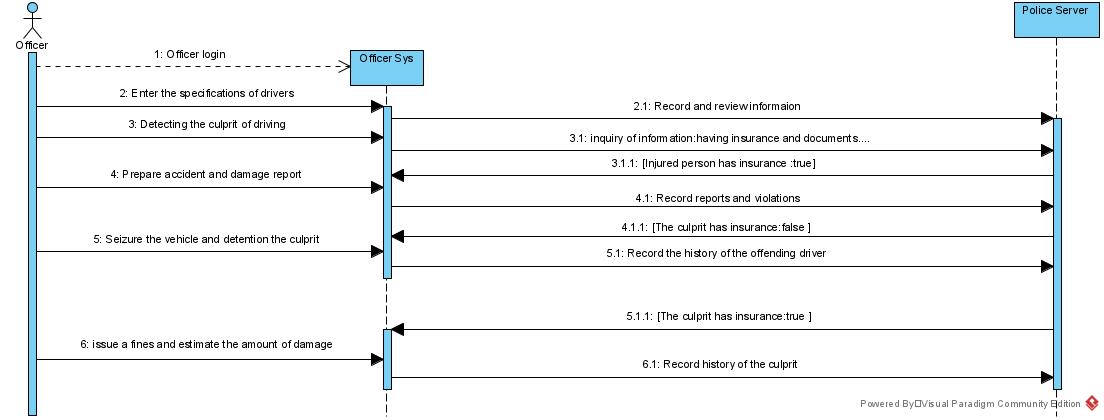 Police Server
Officer
1: Officer login
Officer Sys
2: Enter the specifications of drivers
2.1: Record and review informaion
3: Detecting the culprit of driving
3.1: inquiry of information:having insurance and documents....
3.1.1: [Injured person has insurance :true]
4: Prepare accident and damage report
4.1: Record reports and violations
4.1.1: [The culprit has insurance:false ]
5: Seizure the vehicle and detention the culprit
5.1: Record the history of the offending driver
5.1.1: [The culprit has insurance:true ]
6: issue a fines and estimate the amount of damage
6.1: Record history of the culprit
Powered By Visual Paradigm Community Edition